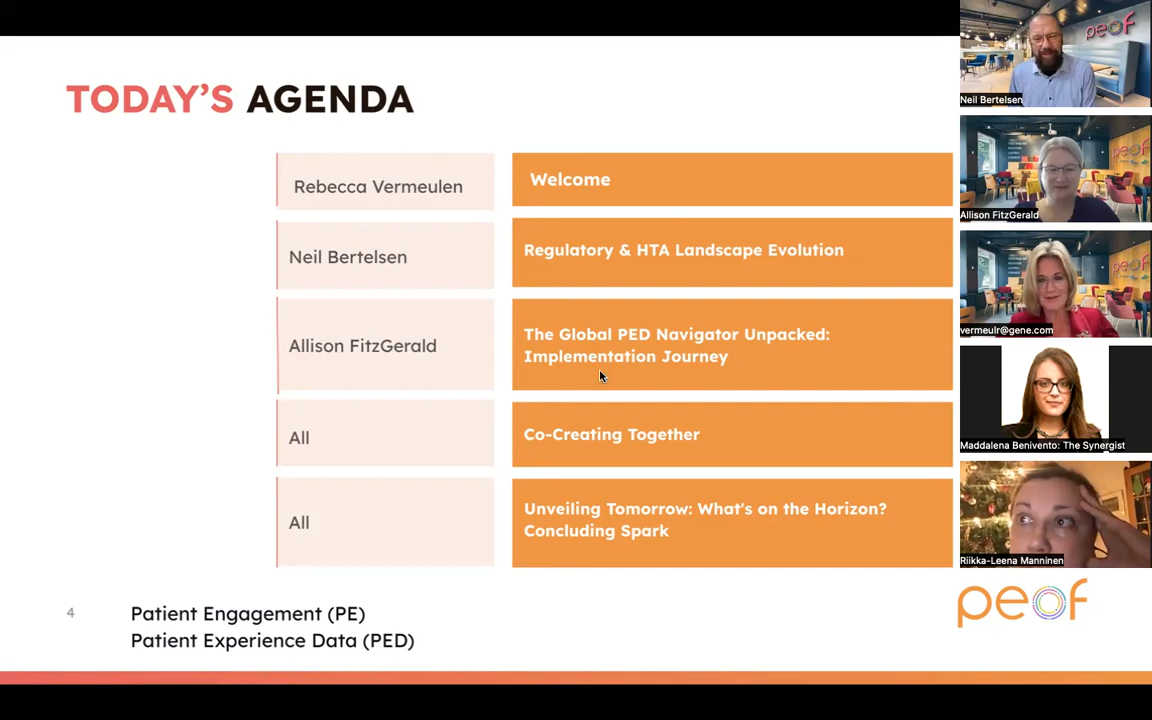 TODAY'S AGENDA
Rebecca Vermeulen
Welcome
Neil Bertelsen
Regulatory & HTA Landscape Evolution
Allison FitzGerald
The Global PED Navigator Unpacked:
Implementation Journey
All
Co-Creating Together
All
Unveiling Tomorrow: What's on the Horizon?
Concluding Spark
4
Patient Engagement (PE)
Patient Experience Data (PED)
peof
Neil Bertelsen
peof
Allison FitzGerald
vermeulr@gene.com
Maddalena Benivento: The Synergist
Riikka-Leena Manninen
peof